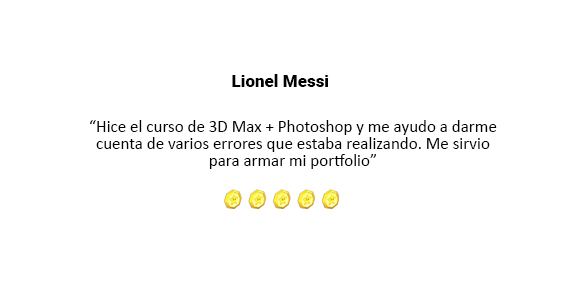 Lionel Messi
“Hice el curso de 3D Max + Photoshop y me ayudo a darme
cuenta de varios errores que estaba realizando. Me sirvio
para armar mi portfolio”